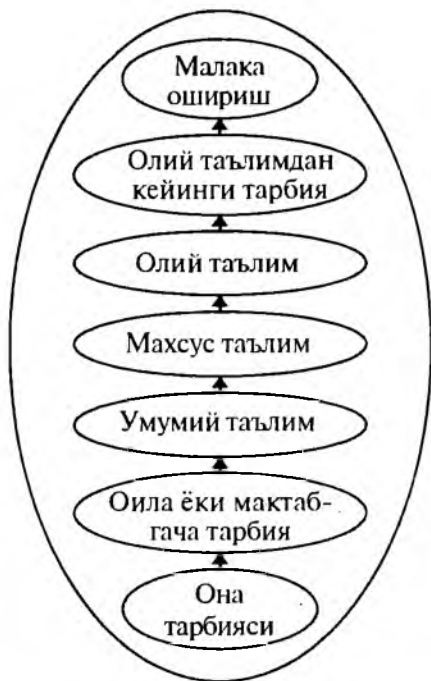 Малака
ошириш
Олий таълимдан
кейинги тарбия
Олий таълим
Махсус таълим
Умумий таълим
Оила ёки мактаб-
гача тарбия
Она
тарбияси